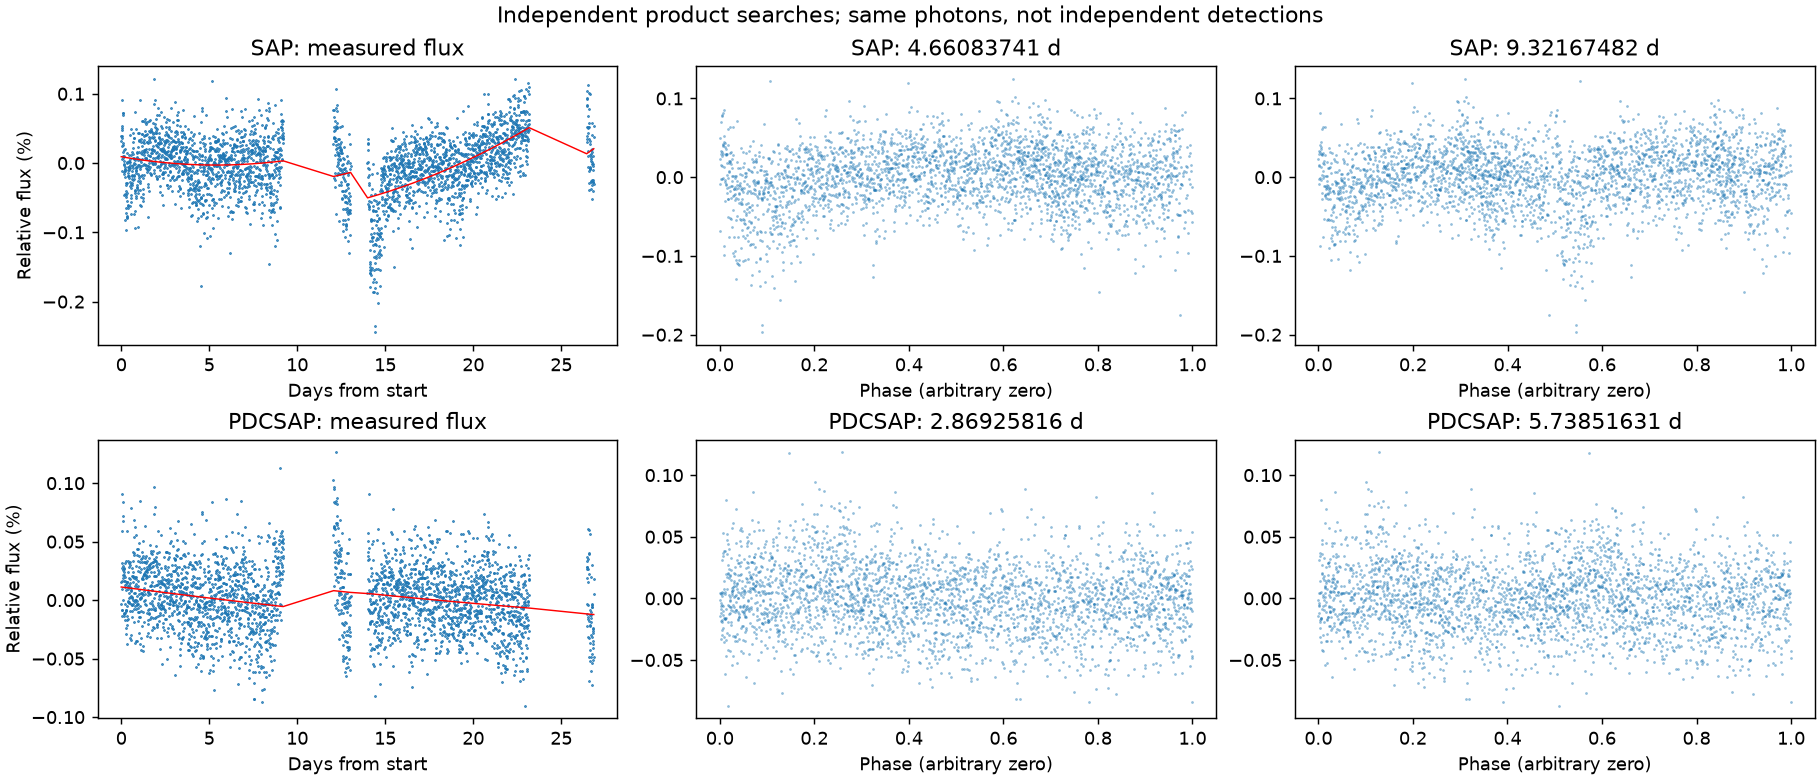 Independent product searches; same photons, not independent detections
SAP: measured flux
SAP: 4.66083741 d
SAP: 9.32167482 d
Relative flux (%)
0.1
0.0
−0.1
−0.2
0 5 10 15 20 25
Days from start
0.1
0.0
−0.1
−0.2
0.0 0.2 0.4 0.6 0.8 1.0
Phase (arbitrary zero)
0.1
0.0
−0.1
−0.2
0.0 0.2 0.4 0.6 0.8 1.0
Phase (arbitrary zero)
PDCSAP: measured flux
PDCSAP: 2.86925816 d
PDCSAP: 5.73851631 d
Relative flux (%)
0.10
0.05
0.00
−0.05
−0.10
0 5 10 15 20 25
Days from start
0.10
0.05
0.00
−0.05
0.0 0.2 0.4 0.6 0.8 1.0
Phase (arbitrary zero)
0.10
0.05
0.00
−0.05
0.0 0.2 0.4 0.6 0.8 1.0
Phase (arbitrary zero)